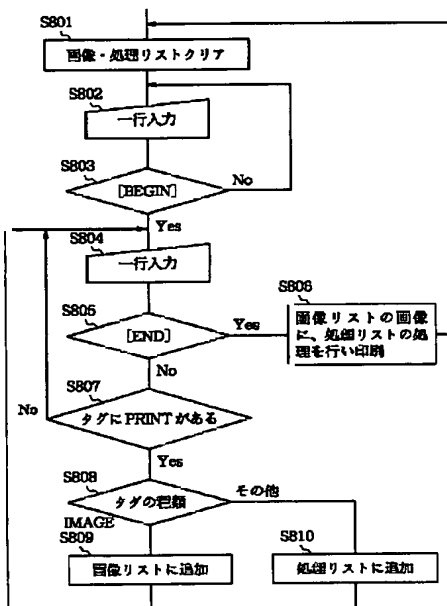 S801
画像・処理リストクリア
S802
一行入力
S803
[BEGIN]
No
Yes
S804
一行入力
S805
[END]
Yes
S806
画像リストの画像
に、処理リストの処
理を行い印刷
No
S807
タグにPRINTがある
No
Yes
S808
タグの種類
その他
IMAGE
S809
画像リストに追加
S810
処理リストに追加